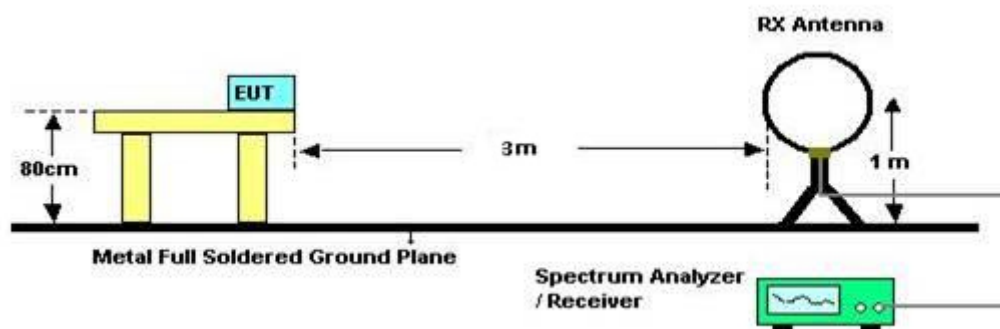 RX Antenna
EUT
80cm
3m
1 m
Metal Full Soldered Ground Plane
Spectrum Analyzer
/ Receiver